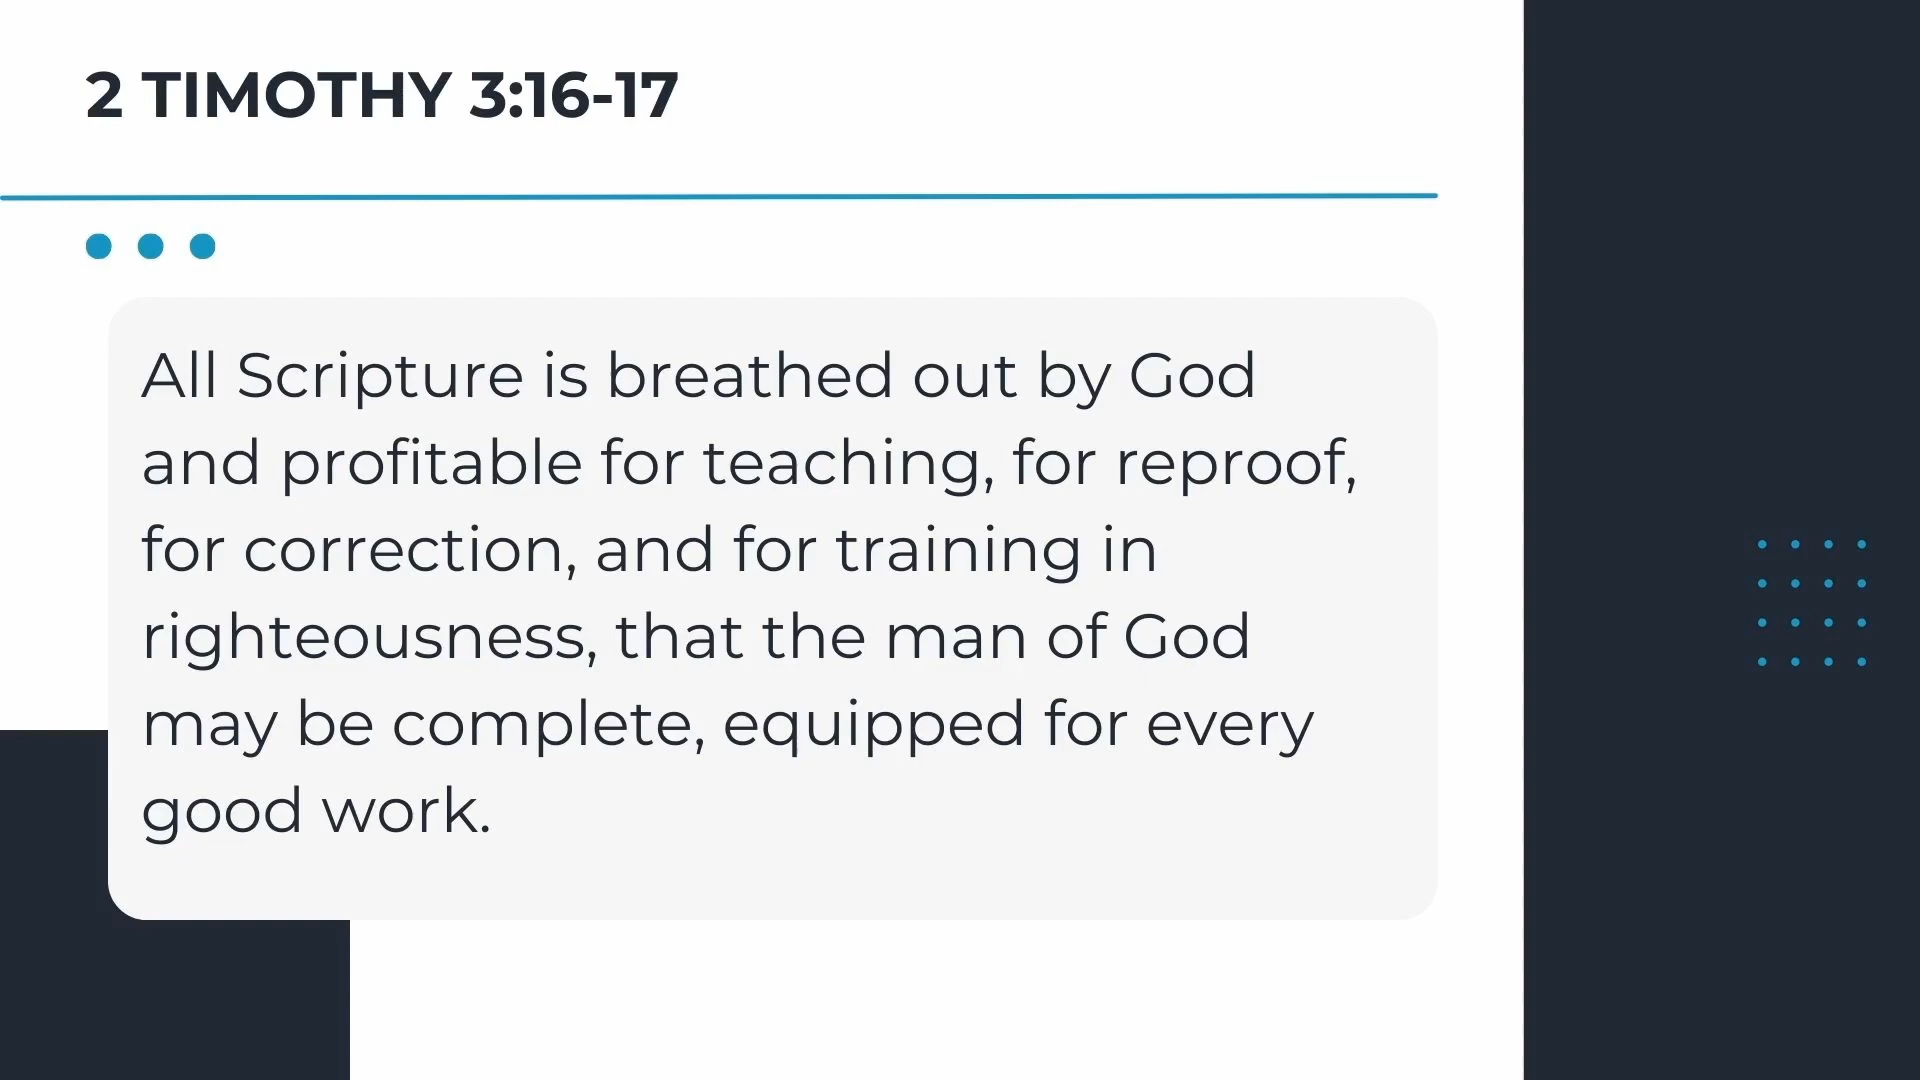 2 TIMOTHY 3:16-17
All Scripture is breathed out by God
and profitable for teaching, for reproof,
for correction, and for training in
righteousness, that the man of God
may be complete, equipped for every
good work.